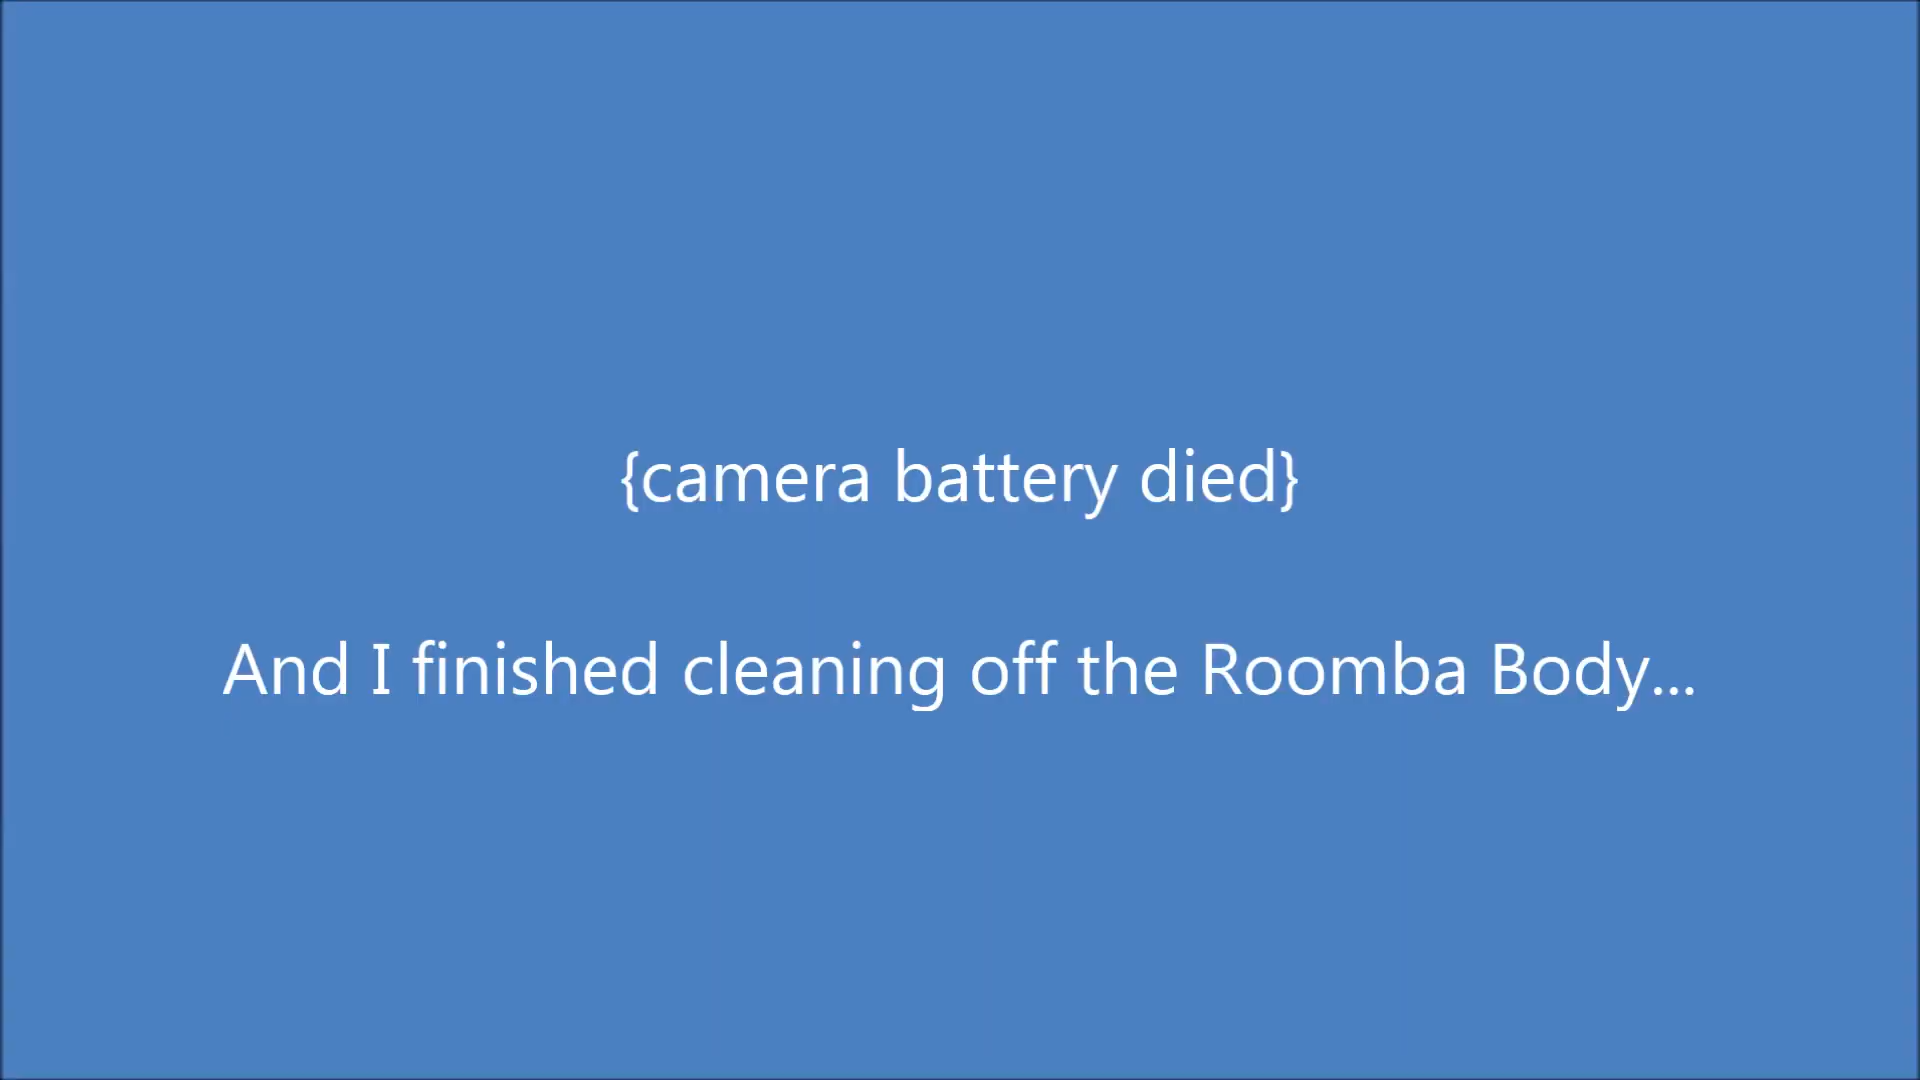 {camera battery died}
And I finished cleaning off the Roomba Body...